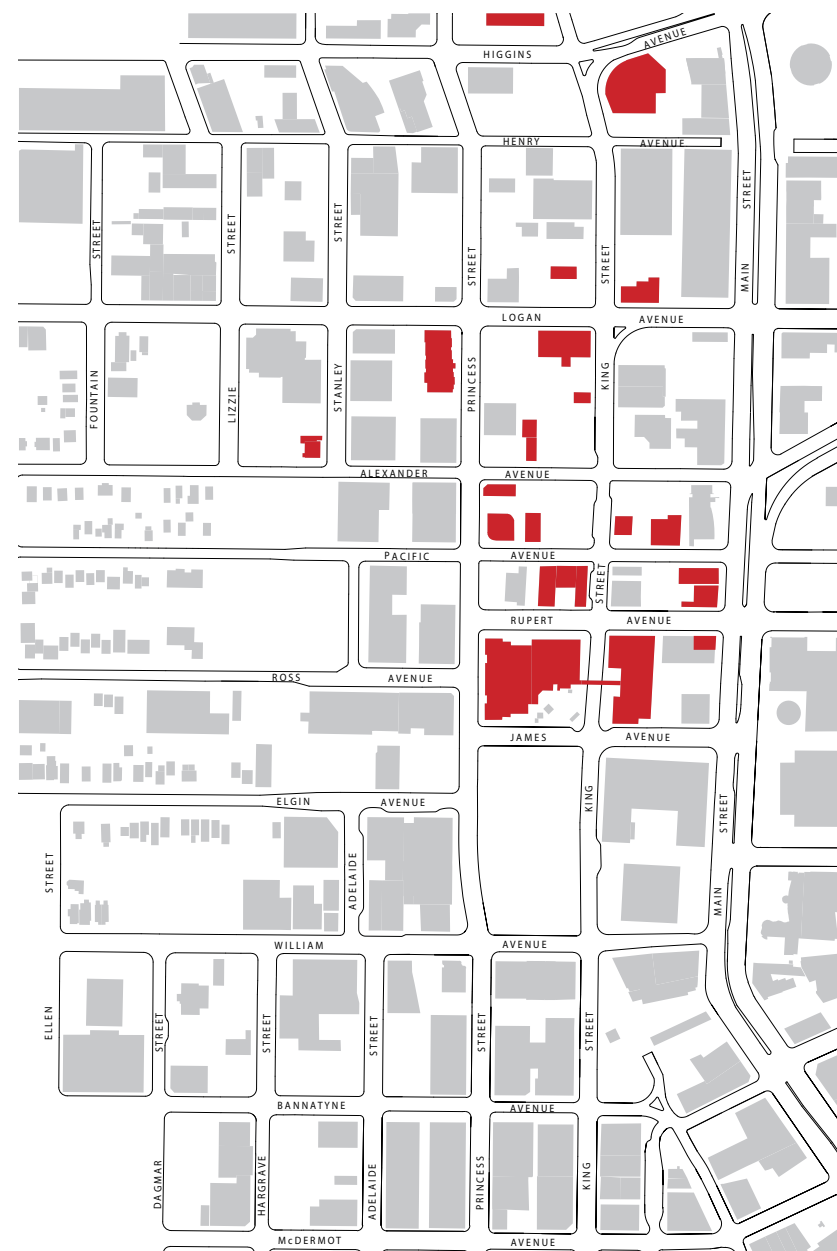 HIGGINS
AVENUE
HENRY
AVENUE
STREET
STREET
STREET
STREET
STREET
MAIN
STREET
LOGAN
AVENUE
FOUNTAIN
LIZZIE
STANLEY
PRINCESS
KING
ALEXANDER
AVENUE
PACIFIC
AVENUE
STREET
RUPERT
AVENUE
ROSS
AVENUE
JAMES
AVENUE
KING
STREET
ELGIN
AVENUE
STREET
ADELAIDE
MAIN
WILLIAM
AVENUE
ELLEN
STREET
STREET
STREET
STREET
STREET
BANNATYNE
AVENUE
DAGMAR
HARGRAVE
ADELAIDE
PRINCESS
KING
McDERMOT
AVENUE